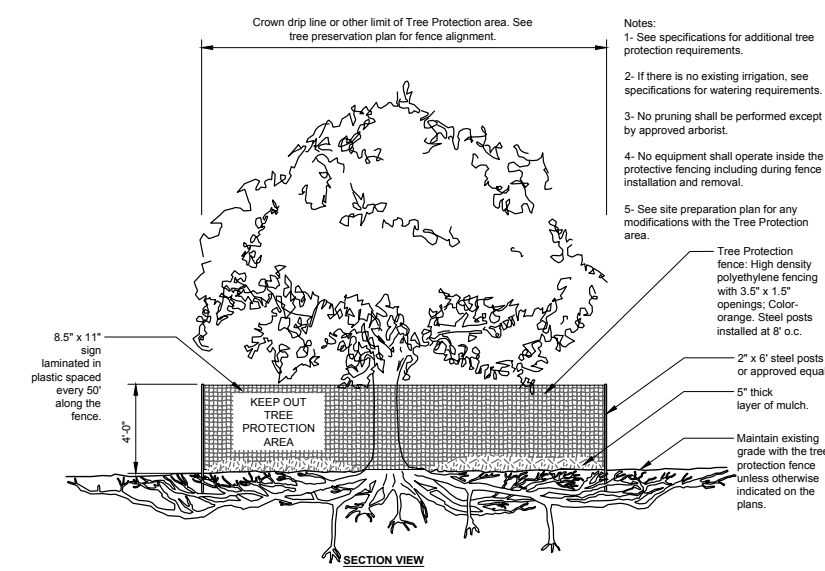 Crown drip line or other limit of Tree Protection area. See
tree preservation plan for fence alignment.
Notes:
1- See specifications for additional tree
protection requirements.
2- If there is no existing irrigation, see
specifications for watering requirements.
3- No pruning shall be performed except
by approved arborist.
4- No equipment shall operate inside the
protective fencing including during fence
installation and removal.
5- See site preparation plan for any
modifications with the Tree Protection
area.
Tree Protection
fence: High density
polyethylene fencing
with 3.5" x 1.5"
openings; Color-
orange. Steel posts
installed at 8' o.c.
2" x 6' steel posts
or approved equal
5" thick
layer of mulch.
Maintain existing
grade with the tree
protection fence
unless otherwise
indicated on the
plans.
8.5" x 11"
sign
laminated in
plastic spaced
every 50'
along the
fence.
4'-0"
KEEP OUT
TREE
PROTECTION
AREA
SECTION VIEW